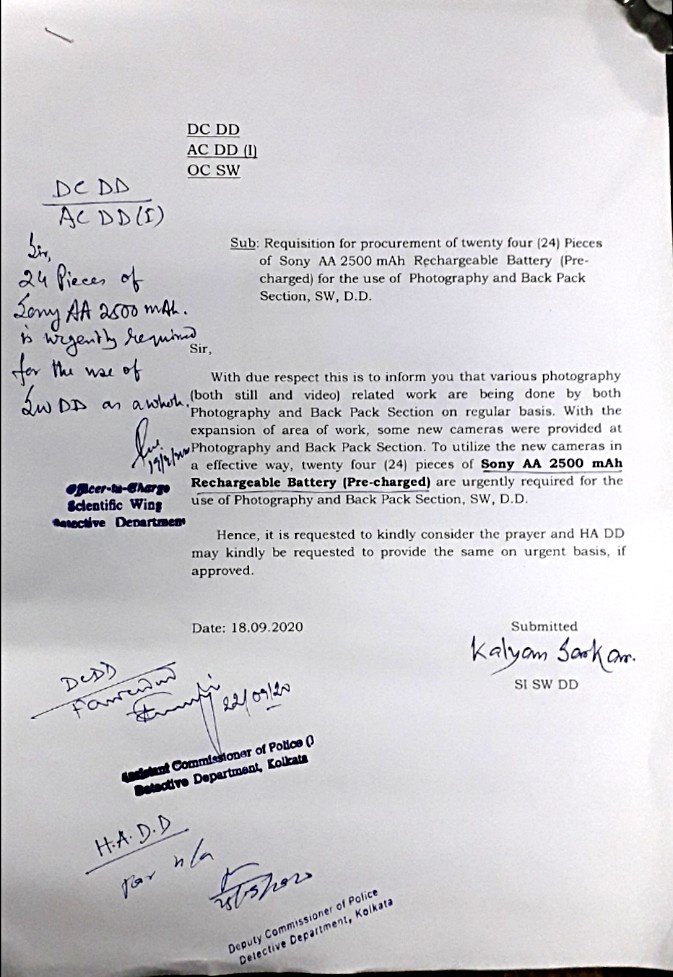 DC DD
AC DD (I)
OC SW
DC DD
AC DD(I)
Sir,
24 Pieces of
Sony AA 2500 mAh.
is urgently required
for the use of
SW DD as a whole.
Officer-in-Charge
Scientific Wing
Detective Department
Sub: Requisition for procurement of twenty four (24) Pieces
of Sony AA 2500 mAh Rechargeable Battery (Pre-
charged) for the use of Photography and Back Pack
Section, SW, D.D.
Sir,
With due respect this is to inform you that various photography
(both still and video) related work are being done by both
Photography and Back Pack Section on regular basis. With the
expansion of area of work, some new cameras were provided at
Photography and Back Pack Section. To utilize the new cameras in
a effective way, twenty four (24) pieces of Sony AA 2500 mAh
Rechargeable Battery (Pre-charged) are urgently required for the
use of Photography and Back Pack Section, SW, D.D.
Hence, it is requested to kindly consider the prayer and HA DD
may kindly be requested to provide the same on urgent basis, if
approved.
Date: 18.09.2020
Submitted
Kalyan Sarkar.
SI SW DD
DCDD
Forwarded
22/09/20
Assistant Commissioner of Police (I)
Detective Department, Kolkata
H.A.D.D
For n/a
Deputy Commissioner of Police
Detective Department, Kolkata